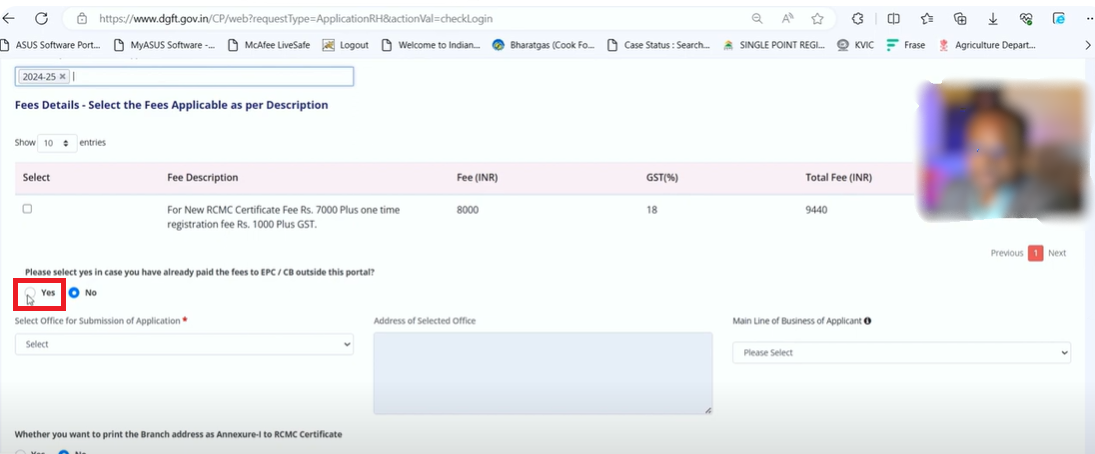 https://www.dgft.gov.in/CP/web?requestType=ApplicationRH&actionVal=checkLogin
ASUS Software Port... MyASUS Software -... McAfee LiveSafe Logout Welcome to Indian... Bharatgas (Cook Fo... Case Status : Search... SINGLE POINT REGI... KVIC Frase Agriculture Depart...
2024-25 ×
Fees Details - Select the Fees Applicable as per Description
Show 10 entries
Select Fee Description Fee (INR) GST(%) Total Fee (INR)
For New RCMC Certificate Fee Rs. 7000 Plus one time 8000 18 9440
registration fee Rs. 1000 Plus GST.
Previous 1 Next
Please select yes in case you have already paid the fees to EPC / CB outside this portal?
Yes No
Select Office for Submission of Application * Address of Selected Office Main Line of Business of Applicant
Select Please Select
Whether you want to print the Branch address as Annexure-I to RCMC Certificate
Yes No